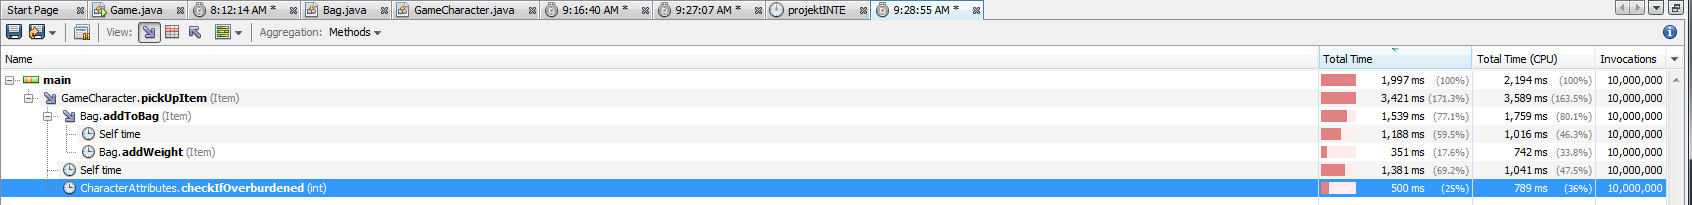 Start Page Game.java 8:12:14 AM * Bag.java GameCharacter.java 9:16:40 AM * 9:27:07 AM * projektINTE 9:28:55 AM *
View: Aggregation: Methods
Name Total Time Total Time (CPU) Invocations
main 1,997 ms (100%) 2,194 ms (100%) 10,000,000
GameCharacter.pickUpItem (Item) 3,421 ms (171.3%) 3,589 ms (163.5%) 10,000,000
Bag.addToBag (Item) 1,539 ms (77.1%) 1,759 ms (80.1%) 10,000,000
Self time 1,188 ms (59.5%) 1,016 ms (46.3%) 10,000,000
Bag.addWeight (Item) 351 ms (17.6%) 742 ms (33.8%) 10,000,000
Self time 1,381 ms (69.2%) 1,041 ms (47.5%) 10,000,000
CharacterAttributes.checkIfOverburdened (int) 500 ms (25%) 789 ms (36%) 10,000,000